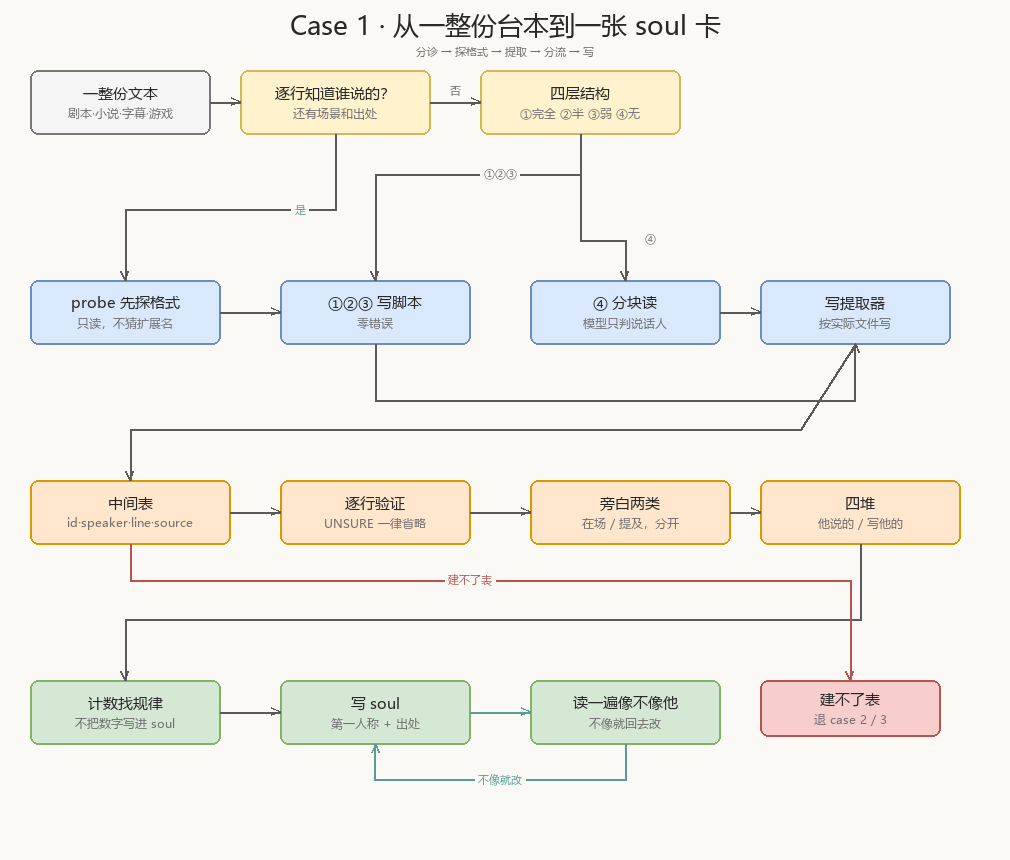 Case 1 · 从一整份台本到一张 soul 卡
分诊 → 探格式 → 提取 → 分流 → 写
一整份文本
剧本·小说·字幕·游戏
逐行知道谁说的?
还有场景和出处
否
四层结构
①完全 ②半 ③弱 ④无
①②③
是
④
probe 先探格式
只读，不猜扩展名
①②③ 写脚本
零错误
④ 分块读
模型只判说话人
写提取器
按实际文件写
中间表
id·speaker·line·source
逐行验证
UNSURE 一律省略
旁白两类
在场 / 提及，分开
四堆
他说的 / 写他的
建不了表
计数找规律
不把数字写进 soul
写 soul
第一人称 + 出处
读一遍像不像他
不像就回去改
建不了表
退 case 2 / 3
不像就改